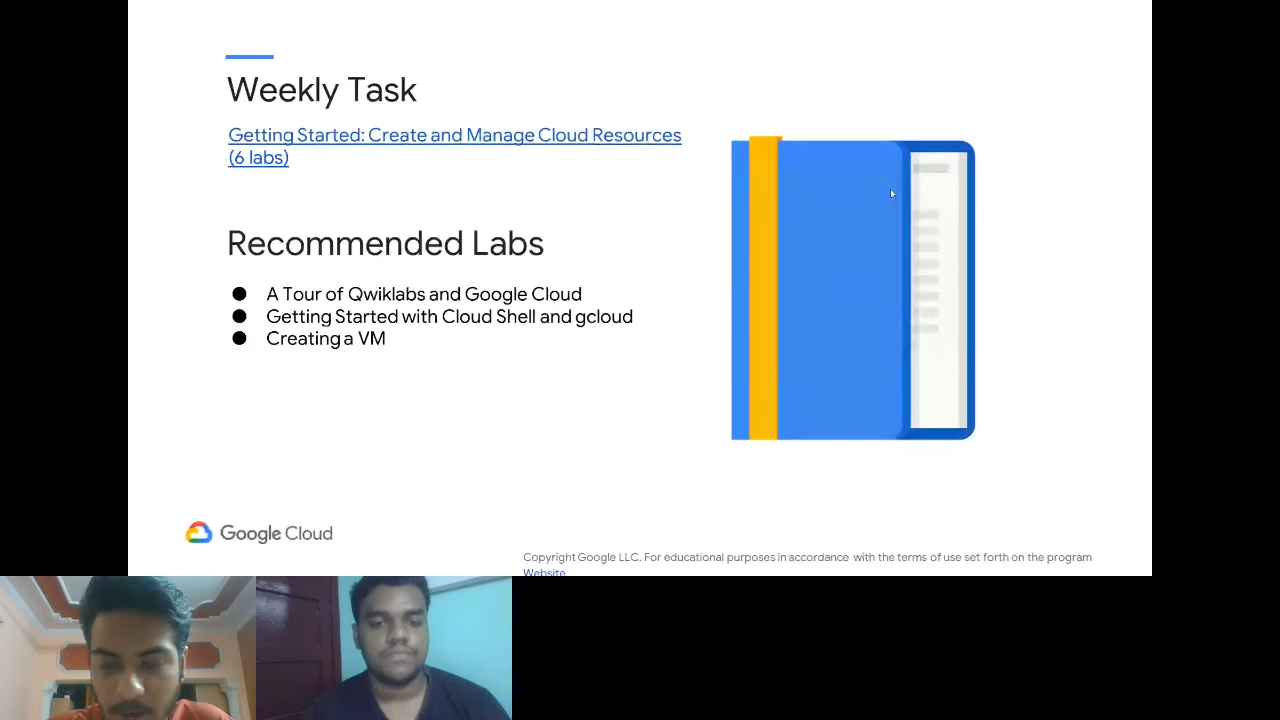 Weekly Task
Getting Started: Create and Manage Cloud Resources
(6 labs)
Recommended Labs
● A Tour of Qwiklabs and Google Cloud
● Getting Started with Cloud Shell and gcloud
● Creating a VM
Google Cloud
Copyright Google LLC. For educational purposes in accordance with the terms of use set forth on the program
Website.